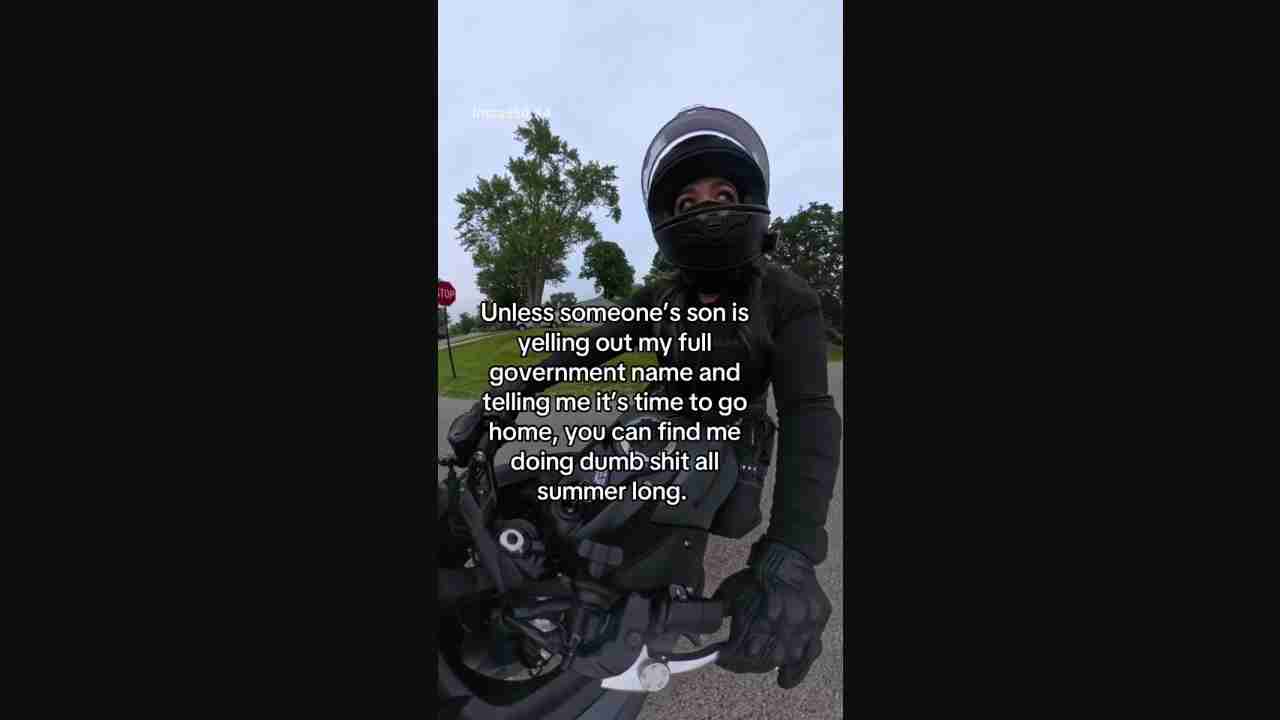 STOP
Unless someone’s son is
yelling out my full
government name and
telling me it’s time to go
home, you can find me
doing dumb shit all
summer long.